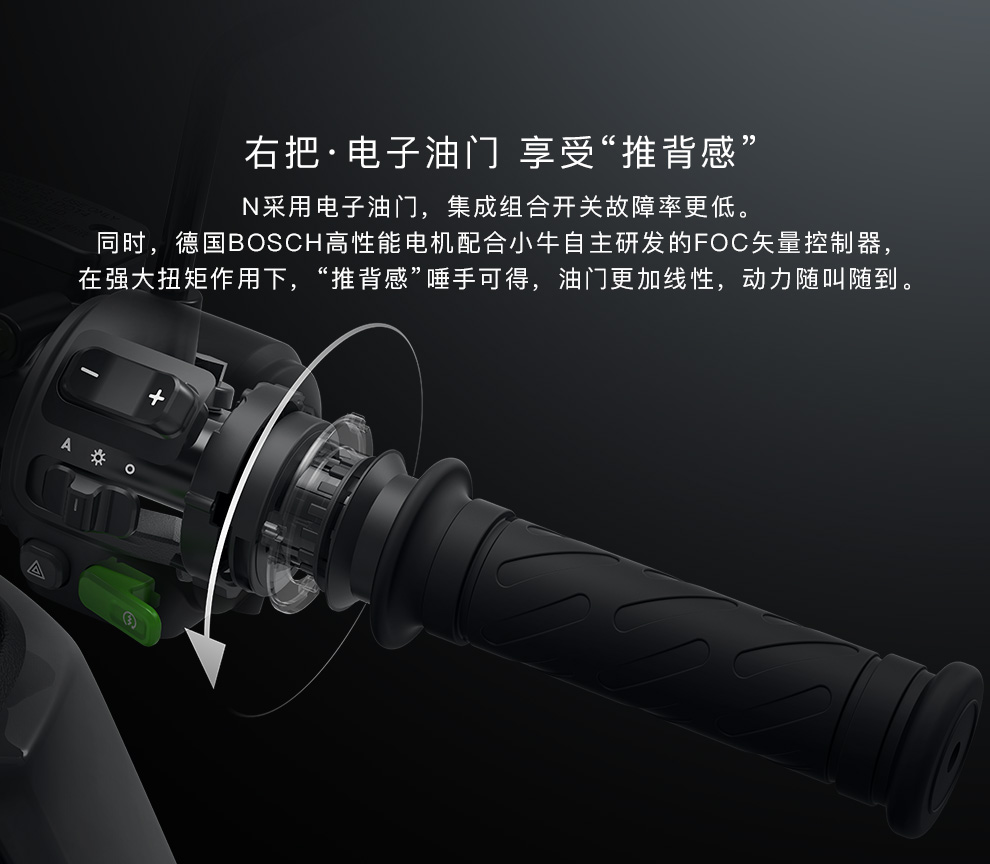 右把·电子油门 享受“推背感”
N采用电子油门，集成组合开关故障率更低。
同时，德国BOSCH高性能电机配合小牛自主研发的FOC矢量控制器，
在强大扭矩作用下，“推背感”唾手可得，油门更加线性，动力随叫随到。
A